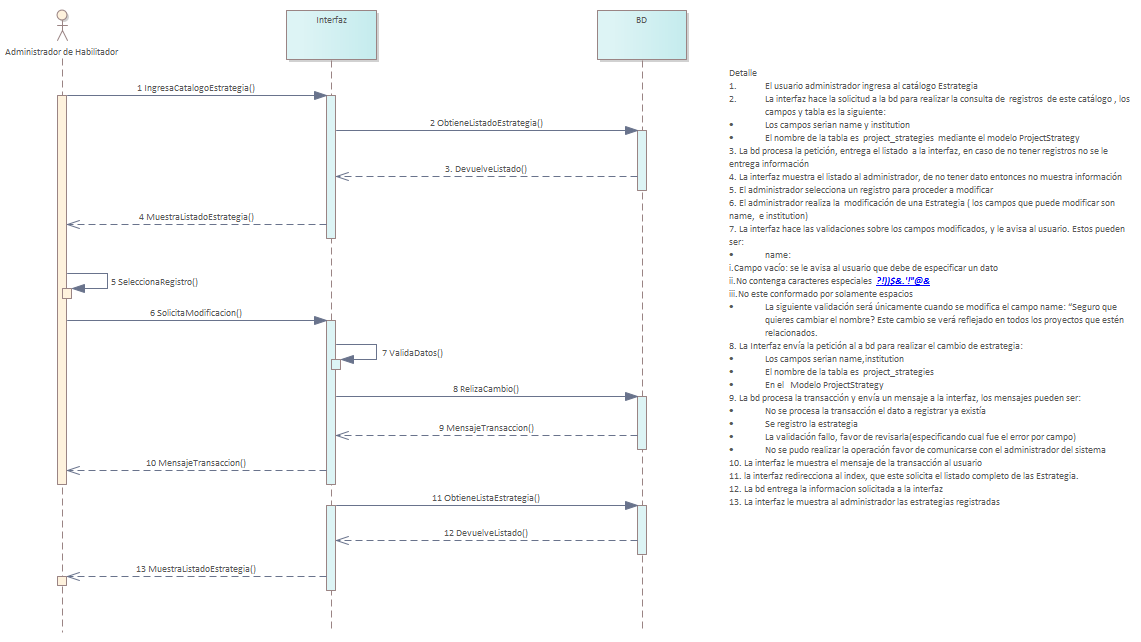 Interfaz
BD
Administrador de Habilitador
1 IngresaCatalogoEstrategia()
2 ObtieneListadoEstrategia()
3. DevuelveListado()
4 MuestraListadoEstrategia()
5 SeleccionaRegistro()
6 SolicitaModificacion()
7 ValidaDatos()
8 RelizaCambio()
9 MensajeTransaccion()
10 MensajeTransaccion()
11 ObtieneListaEstrategia()
12 DevuelveListado()
13 MuestraListadoEstrategia()
Detalle
1. El usuario administrador ingresa al catálogo Estrategia
2. La interfaz hace la solicitud a la bd para realizar la consulta de registros de este catálogo , los
campos y tabla es la siguiente:
• Los campos serian name y institution
• El nombre de la tabla es project_strategies mediante el modelo ProjectStrategy
3. La bd procesa la petición, entrega el listado a la interfaz, en caso de no tener registros no se le
entrega información
4. La interfaz muestra el listado al administrador, de no tener dato entonces no muestra información
5. El administrador selecciona un registro para proceder a modificar
6. El administrador realiza la modificación de una Estrategia ( los campos que puede modificar son
name, e institution)
7. La interfaz hace las validaciones sobre los campos modificados, y le avisa al usuario. Estos pueden
ser:
• name:
i.Campo vacío: se le avisa al usuario que debe de especificar un dato
ii.No contenga caracteres especiales ?!))$&.'!"@&
iii.No este conformado por solamente espacios
• La siguiente validación será únicamente cuando se modifica el campo name: "Seguro que
quieres cambiar el nombre? Este cambio se verá reflejado en todos los proyectos que estén
relacionados.
8. La Interfaz envía la petición al a bd para realizar el cambio de estrategia:
• Los campos serian name,institution
• El nombre de la tabla es project_strategies
• En el Modelo ProjectStrategy
9. La bd procesa la transacción y envía un mensaje a la interfaz, los mensajes pueden ser:
• No se procesa la transacción el dato a registrar ya existía
• Se registro la estrategia
• La validación fallo, favor de revisarla(especificando cual fue el error por campo)
• No se pudo realizar la operación favor de comunicarse con el administrador del sistema
10. La interfaz le muestra el mensaje de la transacción al usuario
11. la interfaz redirecciona al index, que este solicita el listado completo de las Estrategia.
12. La bd entrega la informacion solicitada a la interfaz
13. La interfaz le muestra al administrador las estrategias registradas